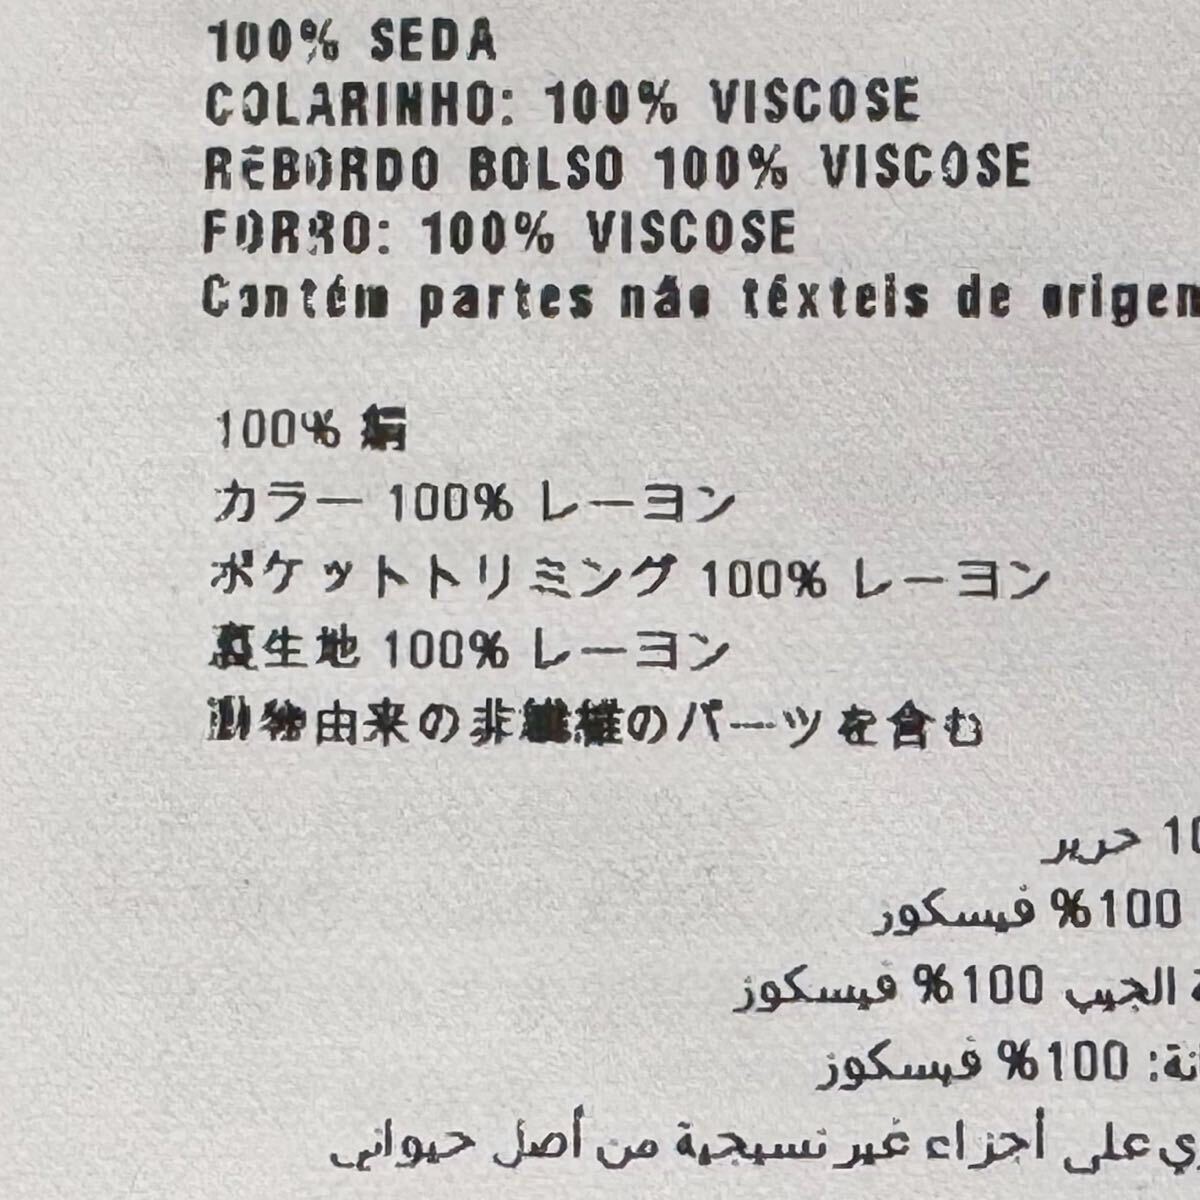 100% SEDA
COLARINHO: 100% VISCOSE
REBORDO BOLSO 100% VISCOSE
FORRO: 100% VISCOSE
Contém partes não têxteis de origem
100% 絹
カラー 100% レーヨン
ポケットトリミング 100% レーヨン
裏生地 100% レーヨン
動物由来の非繊維のパーツを含む
حرير
100% فيسكوز
الجيب 100% فيسكوز
100% فيسكوز
على أجزاء غير نسيجية من أصل حيواني